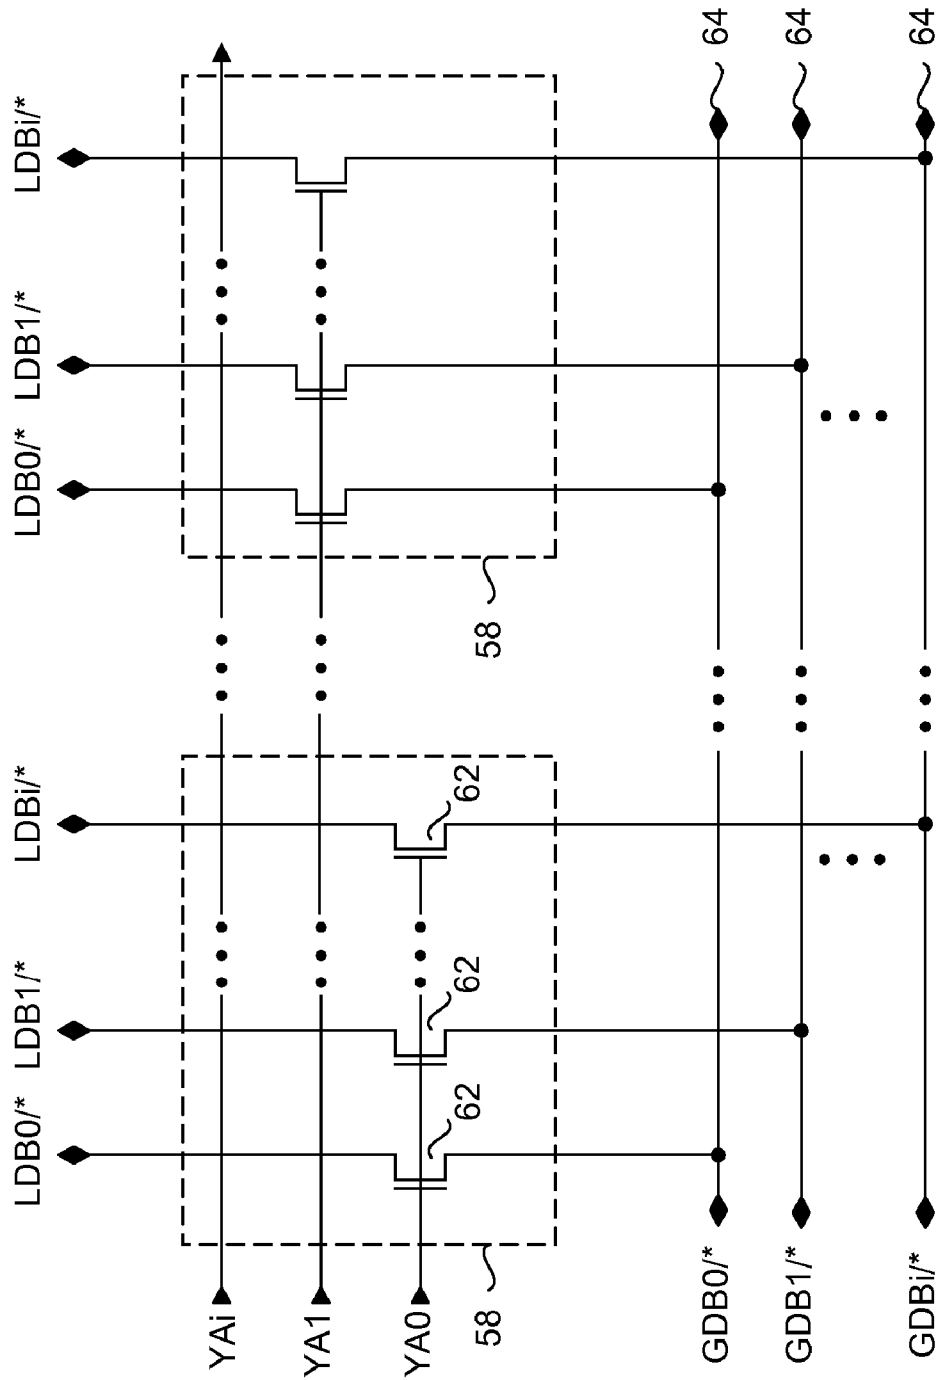 LDB0/*
LDB1/*
LDBi/*
LDB0/*
LDB1/*
LDBi/*
YAi
YA1
YA0
62
62
62
58
58
GDB0/*
64
GDB1/*
64
GDBi/*
64